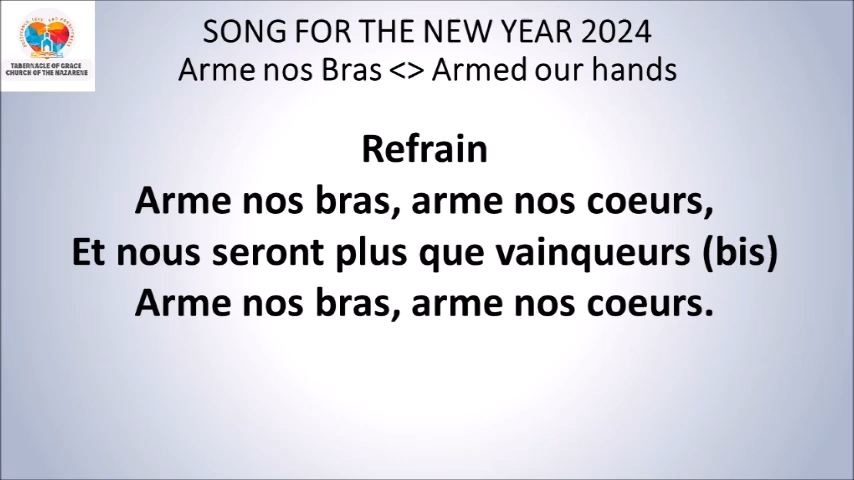 SONG FOR THE NEW YEAR 2024
Arme nos Bras <> Armed our hands
TABERNACLE OF GRACE
CHURCH OF THE NAZARENE
Refrain
Arme nos bras, arme nos coeurs,
Et nous seront plus que vainqueurs (bis)
Arme nos bras, arme nos coeurs.